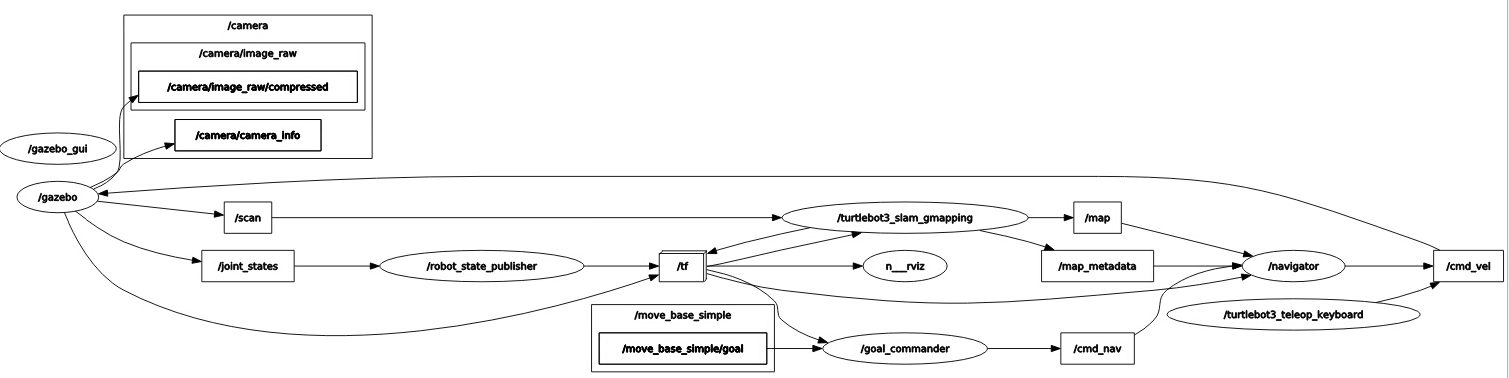 /camera
/camera/image_raw
/camera/image_raw/compressed
/camera/camera_info
/gazebo_gui
/gazebo
/scan
/turtlebot3_slam_gmapping
/map
/joint_states
/robot_state_publisher
/tf
n__rviz
/map_metadata
/navigator
/cmd_vel
/move_base_simple
/turtlebot3_teleop_keyboard
/move_base_simple/goal
/goal_commander
/cmd_nav